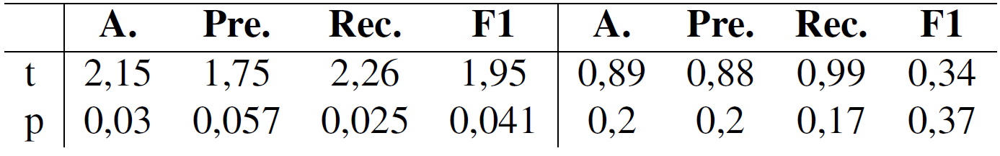 A. Pre. Rec. F1 A. Pre. Rec. F1
t 2,15 1,75 2,26 1,95 0,89 0,88 0,99 0,34
p 0,03 0,057 0,025 0,041 0,2 0,2 0,17 0,37